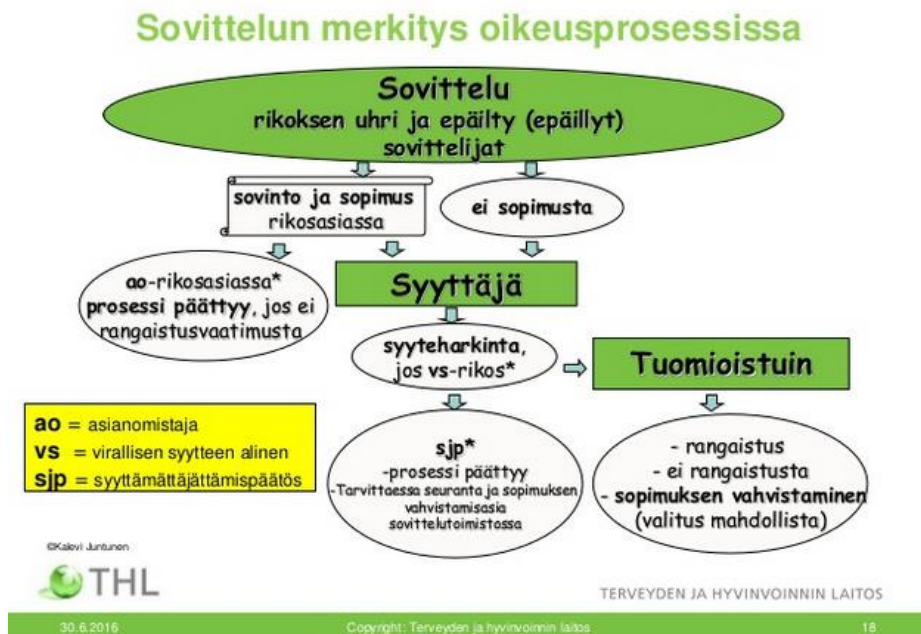 Sovittelun merkitys oikeusprosessissa
Sovittelu
rikoksen uhri ja epäilty (epäillyt)
sovittelijat
sovinto ja sopimus
rikosasiassa
ei sopimusta
ao-rikosasiassa*
prosessi päättyy, jos ei
rangaistusvaatimusta
Syyttäjä
syyteharkinta,
jos vs-rikos*
Tuomioistuin
ao = asianomistaja
vs = virallisen syytteen alinen
sjp = syyttämättäjättämispäätös
sjp*
-prosessi päättyy
-Tarvittaessa seuranta ja sopimuksen
vahvistamisasia
sovittelutoimistossa
- rangaistus
- ei rangaistusta
- sopimuksen vahvistaminen
(valitus mahdollista)
©Kalevi Juntunen
THL
TERVEYDEN JA HYVINVOINNIN LAITOS
30.6.2016
Copyright: Terveyden ja hyvinvoinnin laitos
18